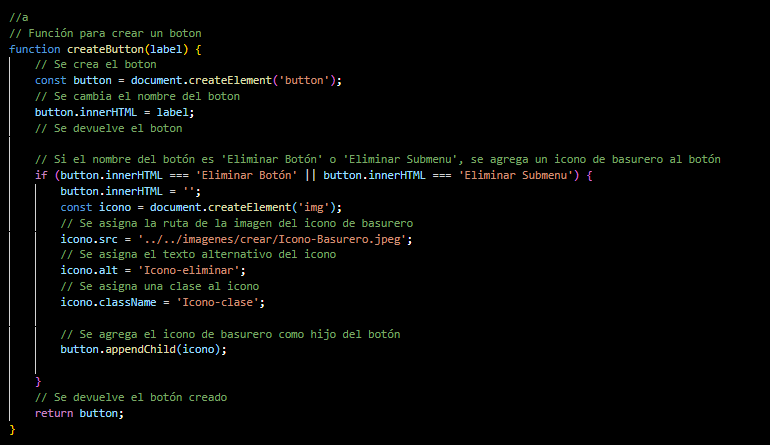 //a
// Función para crear un boton
function createButton(label) {
// Se crea el boton
const button = document.createElement('button');
// Se cambia el nombre del boton
button.innerHTML = label;
// Se devuelve el boton
// Si el nombre del botón es 'Eliminar Botón' o 'Eliminar Submenu', se agrega un icono de basurero al botón
if (button.innerHTML === 'Eliminar Botón' || button.innerHTML === 'Eliminar Submenu') {
button.innerHTML = '';
const icono = document.createElement('img');
// Se asigna la ruta de la imagen del icono de basurero
icono.src = '../../imagenes/crear/Icono-Basurero.jpeg';
// Se asigna el texto alternativo del icono
icono.alt = 'Icono-eliminar';
// Se asigna una clase al icono
icono.className = 'Icono-clase';
// Se agrega el icono de basurero como hijo del botón
button.appendChild(icono);
}
// Se devuelve el botón creado
return button;
}